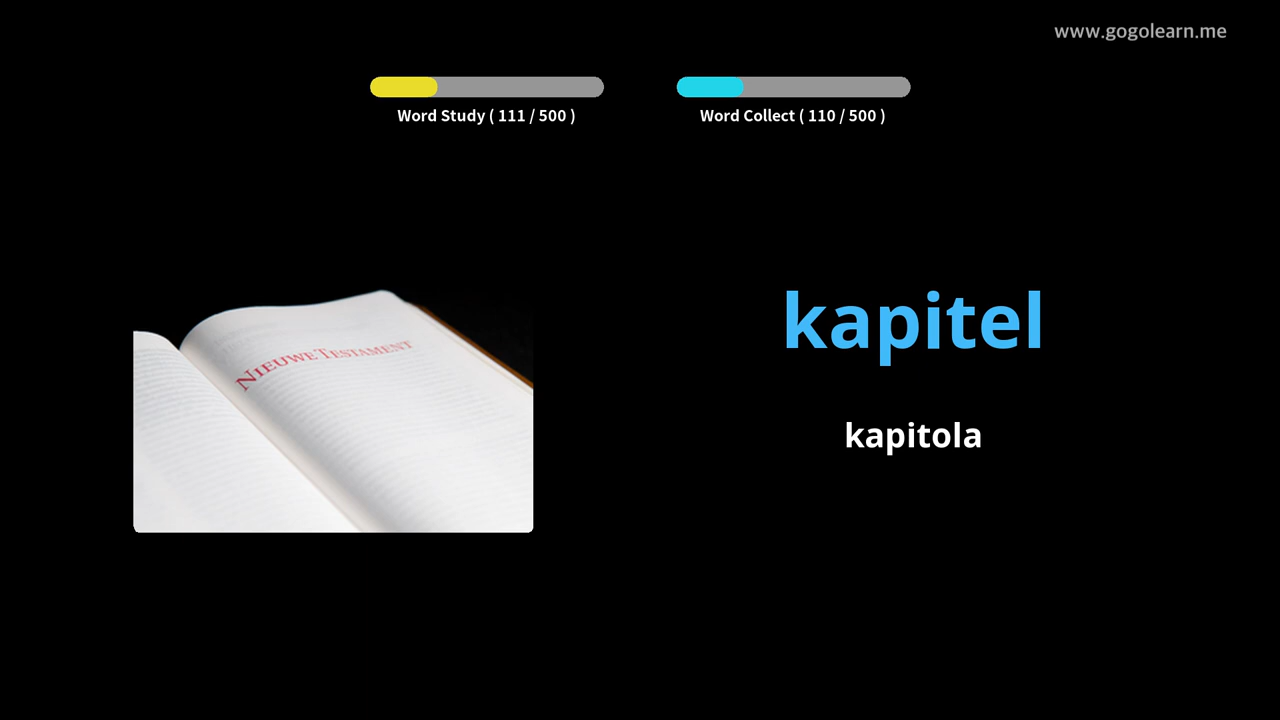 www.gogolearn.me
Word Study ( 111 / 500 )
Word Collect ( 110 / 500 )
NIEUWE TESTAMENT
kapitel
kapitola